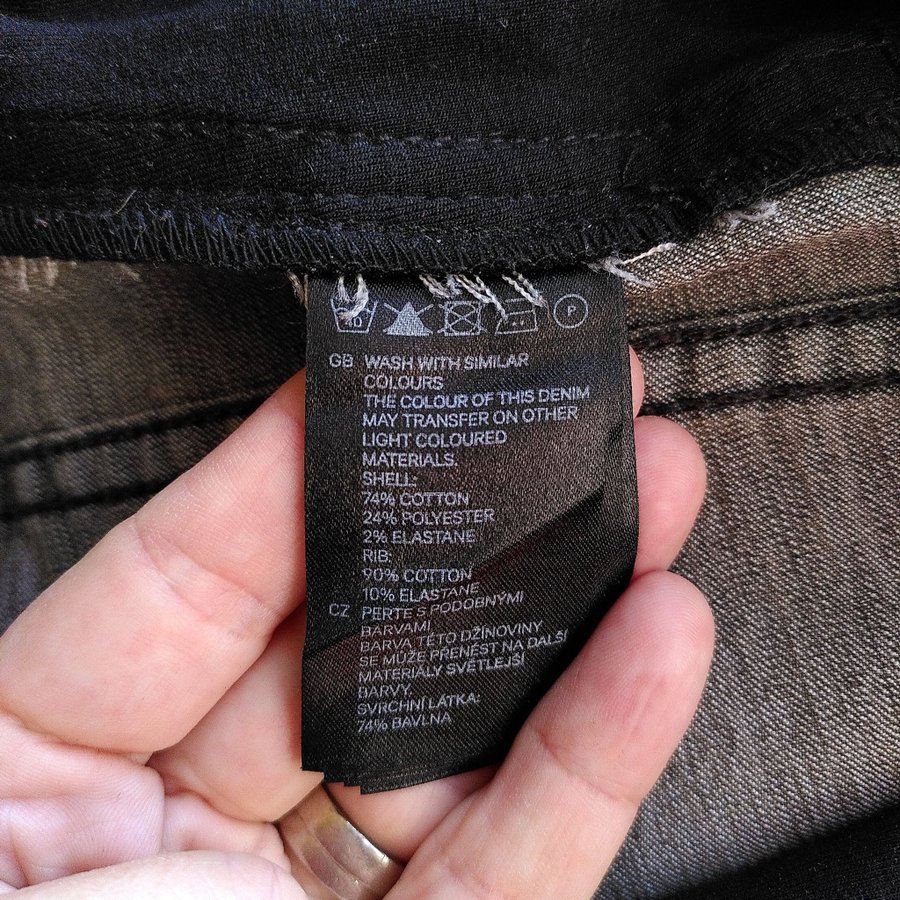 40 P
GB WASH WITH SIMILAR
COLOURS
THE COLOUR OF THIS DENIM
MAY TRANSFER ON OTHER
LIGHT COLOURED
MATERIALS.
SHELL:
74% COTTON
24% POLYESTER
2% ELASTANE
RIB:
90% COTTON
10% ELASTANE
CZ PERTE S PODOBNÝMI
BARVAMI
BARVA TÉTO DŽÍNOVINY
SE MŮŽE PŘENÉST NA DALŠÍ
MATERIÁLY SVĚTLEJŠÍ
BARVY.
SVRCHNÍ LÁTKA:
74% BAVLNA